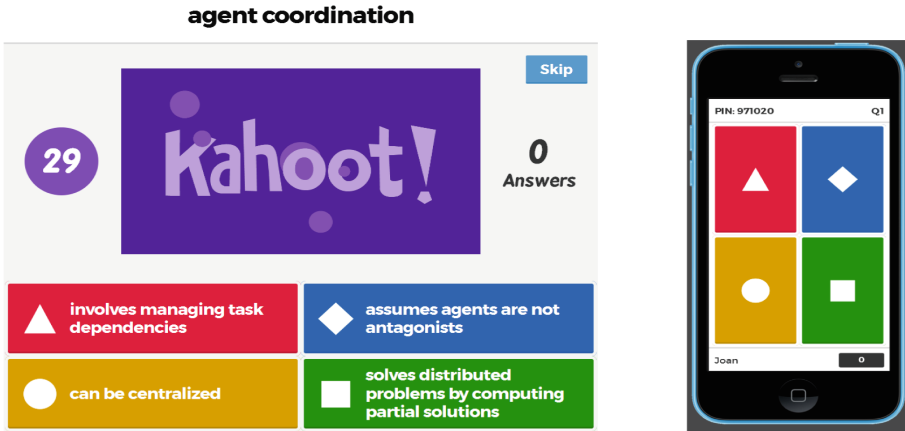 agent coordination
Skip
29
Kahoot!
0
Answers
involves managing task
dependencies
assumes agents are not
antagonists
can be centralized
solves distributed
problems by computing
partial solutions
PIN: 971020
Q1
Joan
0